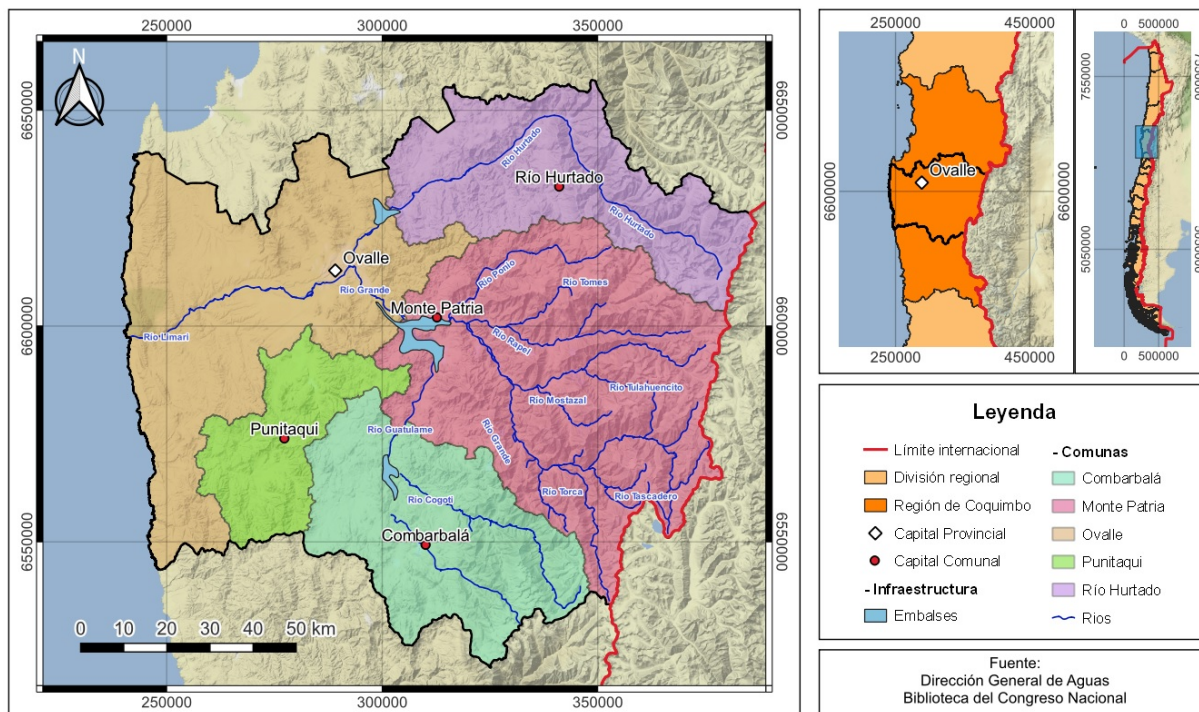 250000
300000
350000
N
6650000
6600000
6550000
Río Hurtado
Río Hurtado
Río Hurtado
Ovalle
Río Grande
Río Ponio
Río Tomes
Monte Patria
Río Limarí
Río Rapel
Río Tulahuencito
Río Mostazal
Punitaqui
Río Guatulame
Río Grande
Río Cogotí
Río Torca
Río Tascadero
Combarbalá
0 10 20 30 40 50 km
6650000
6600000
6550000
250000
300000
350000
250000
450000
6600000
Ovalle
6600000
250000
450000
0
500000
7550000
5050000
0
500000
Leyenda
Límite internacional
División regional
Región de Coquimbo
Capital Provincial
Capital Comunal
- Infraestructura
Embalses
- Comunas
Combarbalá
Monte Patria
Ovalle
Punitaqui
Río Hurtado
Rios
Fuente:
Dirección General de Aguas
Biblioteca del Congreso Nacional